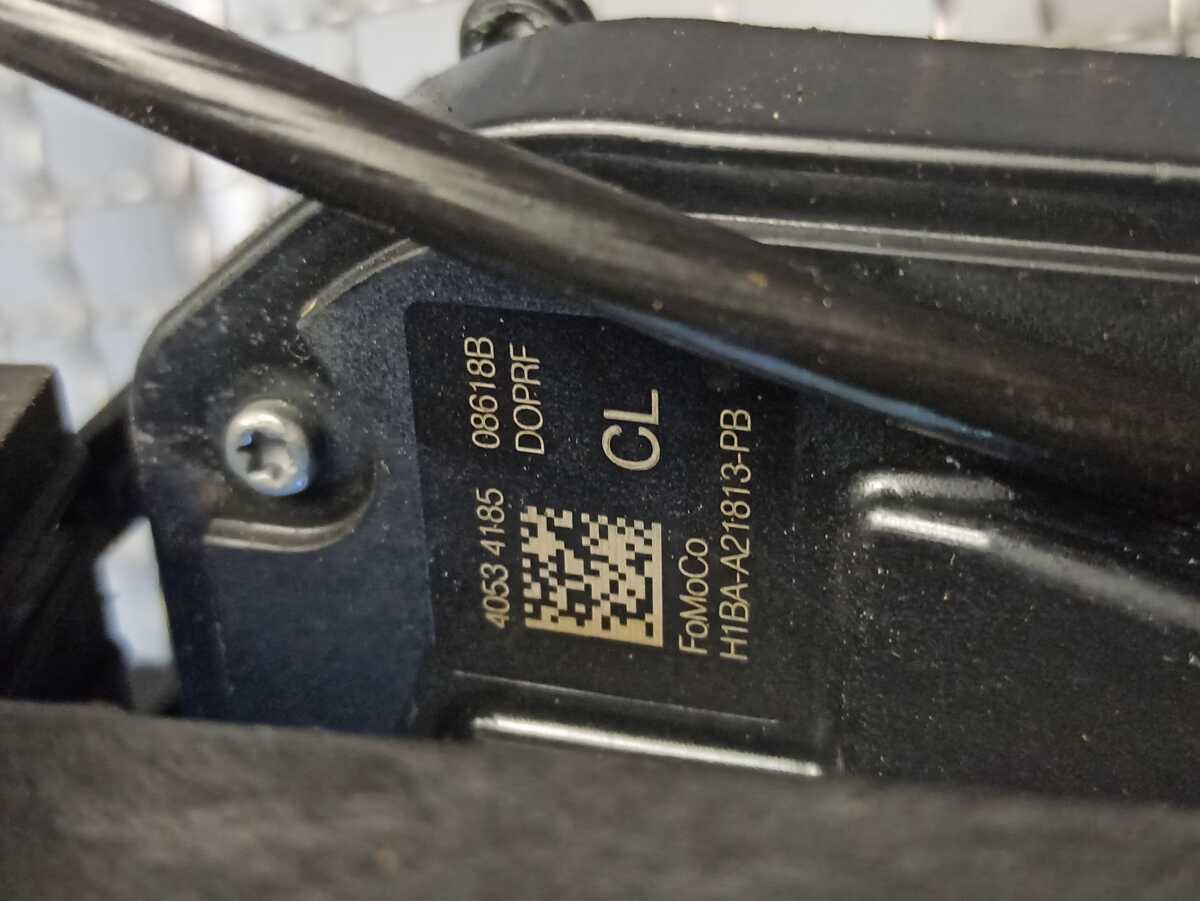 4053 4185 08618B
DOPRF
CL
FoMoCo
H1BA-A21813-PB